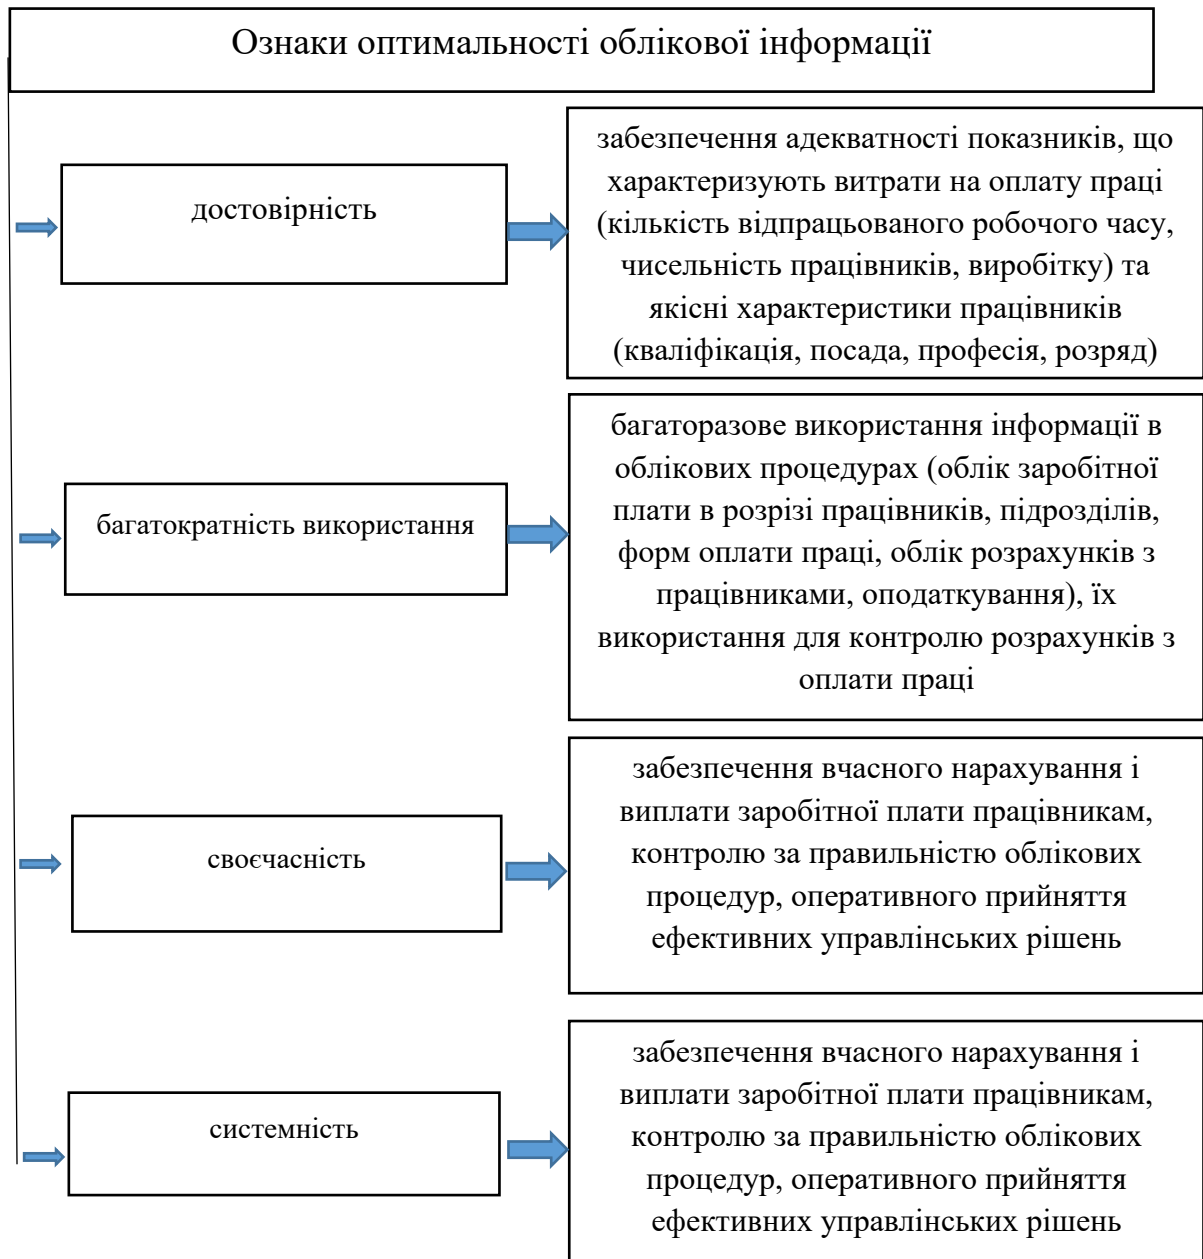 Ознаки оптимальності облікової інформації
достовірність
забезпечення адекватності показників, що
характеризують витрати на оплату праці
(кількість відпрацьованого робочого часу,
чисельність працівників, виробітку) та
якісні характеристики працівників
(кваліфікація, посада, професія, розряд)
багатократність використання
багаторазове використання інформації в
облікових процедурах (облік заробітної
плати в розрізі працівників, підрозділів,
форм оплати праці, облік розрахунків з
працівниками, оподаткування), їх
використання для контролю розрахунків з
оплати праці
своєчасність
забезпечення вчасного нарахування і
виплати заробітної плати працівникам,
контролю за правильністю облікових
процедур, оперативного прийняття
ефективних управлінських рішень
системність
забезпечення вчасного нарахування і
виплати заробітної плати працівникам,
контролю за правильністю облікових
процедур, оперативного прийняття
ефективних управлінських рішень